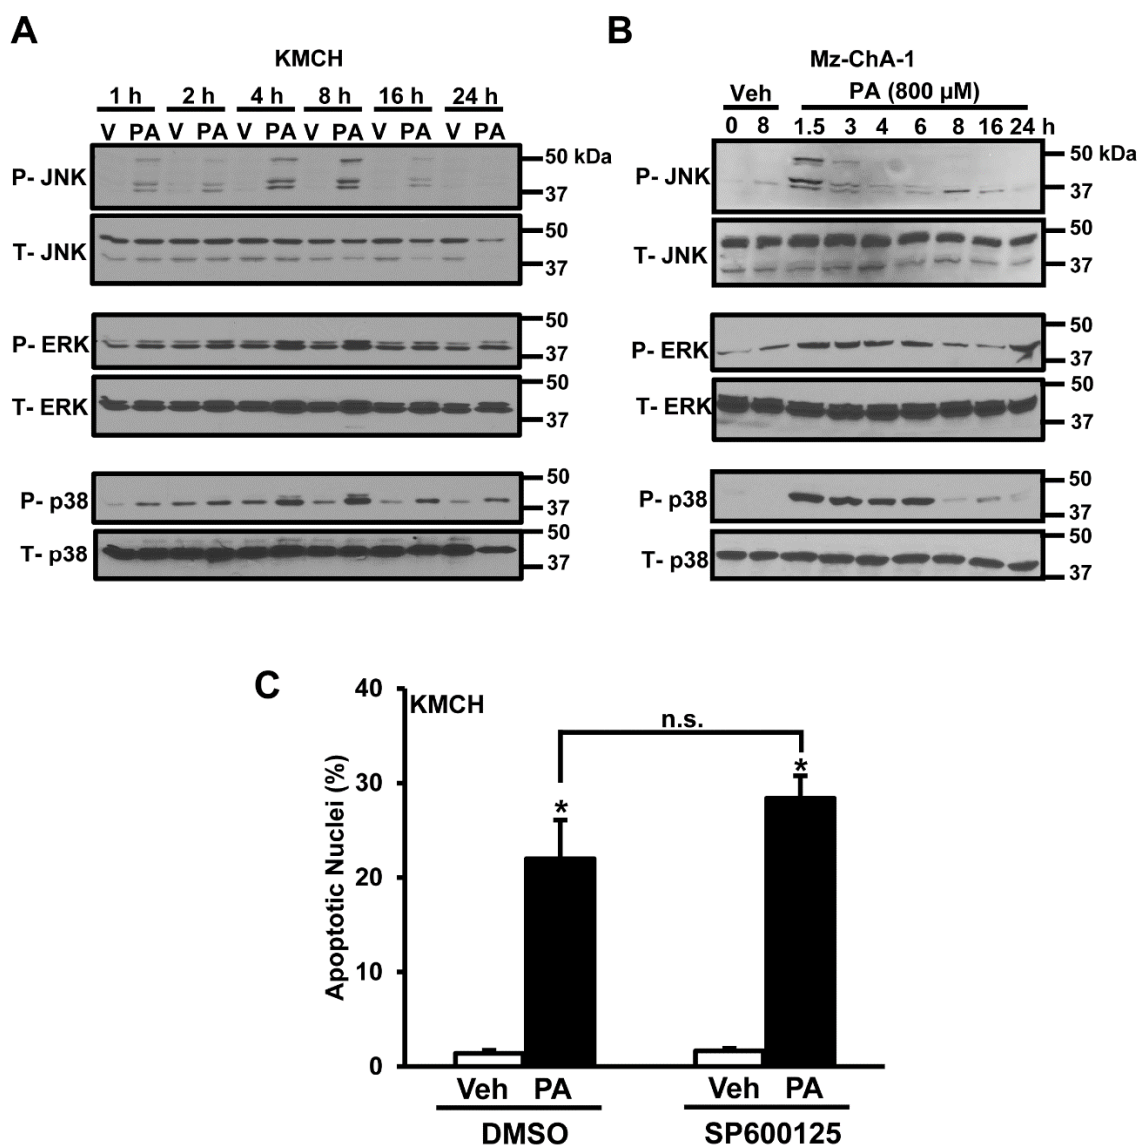 A
KMCH
1 h 2 h 4 h 8 h 16 h 24 h
V PA V PA V PA V PA V PA V PA
P- JNK
50 kDa
37
T- JNK
50
37
P- ERK
50
37
T- ERK
50
37
P- p38
50
37
T- p38
50
37
B
Mz-ChA-1
Veh PA (800 µM)
0 8 1.5 3 4 6 8 16 24 h
P- JNK
50 kDa
37
T- JNK
50
37
P- ERK
50
37
T- ERK
50
37
P- p38
50
37
T- p38
50
37
C
KMCH
Apoptotic Nuclei (%)
40
30
20
10
0
n.s.
* *
Veh PA Veh PA
DMSO SP600125